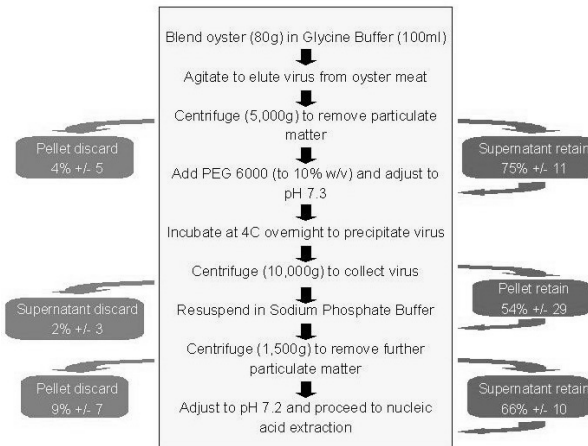 Blend oyster (80g) in Glycine Buffer (100ml)
Agitate to elute virus from oyster meat
Centrifuge (5,000g) to remove particulate
matter
Pellet discard
4% +/- 5
Supernatant retain
75% +/- 11
Add PEG 6000 (to 10% w/v) and adjust to
pH 7.3
Incubate at 4C overnight to precipitate virus
Centrifuge (10,000g) to collect virus
Supernatant discard
2% +/- 3
Pellet retain
54% +/- 29
Resuspend in Sodium Phosphate Buffer
Centrifuge (1,500g) to remove further
particulate matter
Pellet discard
9% +/- 7
Supernatant retain
66% +/- 10
Adjust to pH 7.2 and proceed to nucleic
acid extraction